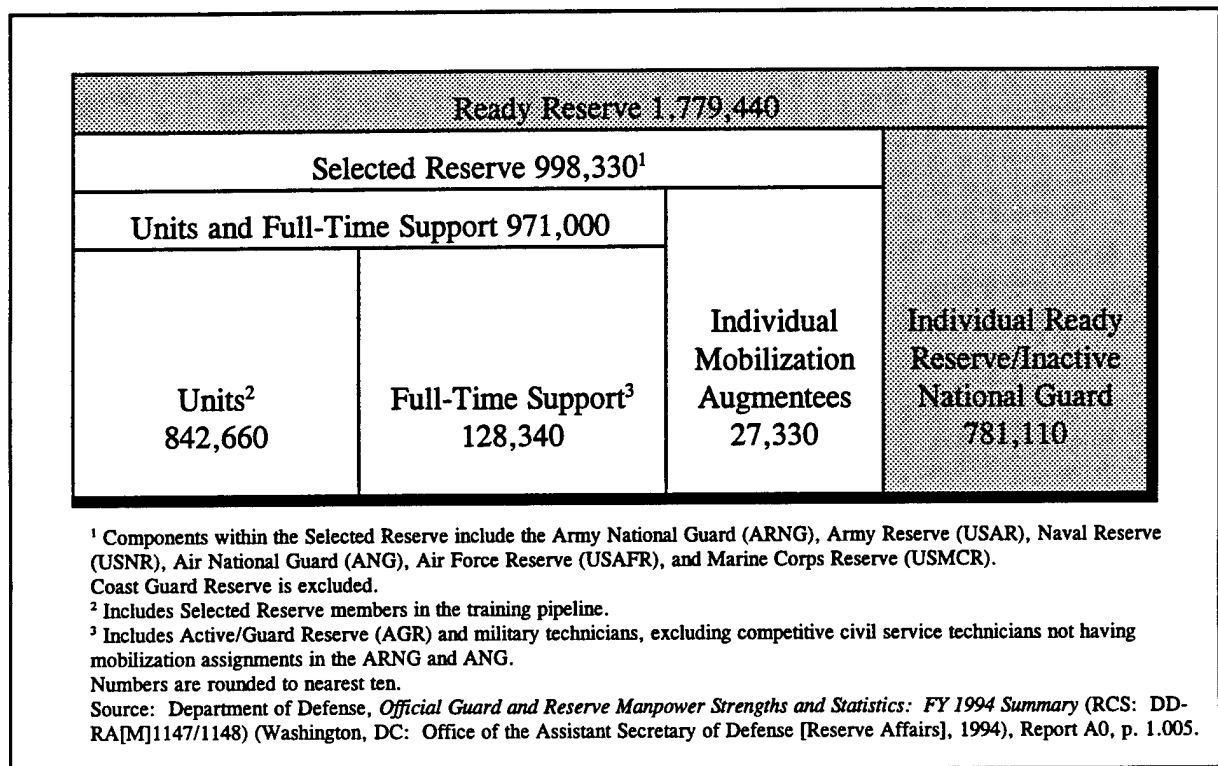 Ready Reserve 1,779,440
Selected Reserve 998,330¹
Units and Full-Time Support 971,000
Units²
842,660
Full-Time Support³
128,340
Individual
Mobilization
Augmentees
27,330
Individual Ready
Reserve/Inactive
National Guard
781,110
¹ Components within the Selected Reserve include the Army National Guard (ARNG), Army Reserve (USAR), Naval Reserve
(USNR), Air National Guard (ANG), Air Force Reserve (USAFR), and Marine Corps Reserve (USMCR).
Coast Guard Reserve is excluded.
² Includes Selected Reserve members in the training pipeline.
³ Includes Active/Guard Reserve (AGR) and military technicians, excluding competitive civil service technicians not having
mobilization assignments in the ARNG and ANG.
Numbers are rounded to nearest ten.
Source: Department of Defense, Official Guard and Reserve Manpower Strengths and Statistics: FY 1994 Summary (RCS: DD-
RA[M]1147/1148) (Washington, DC: Office of the Assistant Secretary of Defense [Reserve Affairs], 1994), Report A0, p. 1.005.